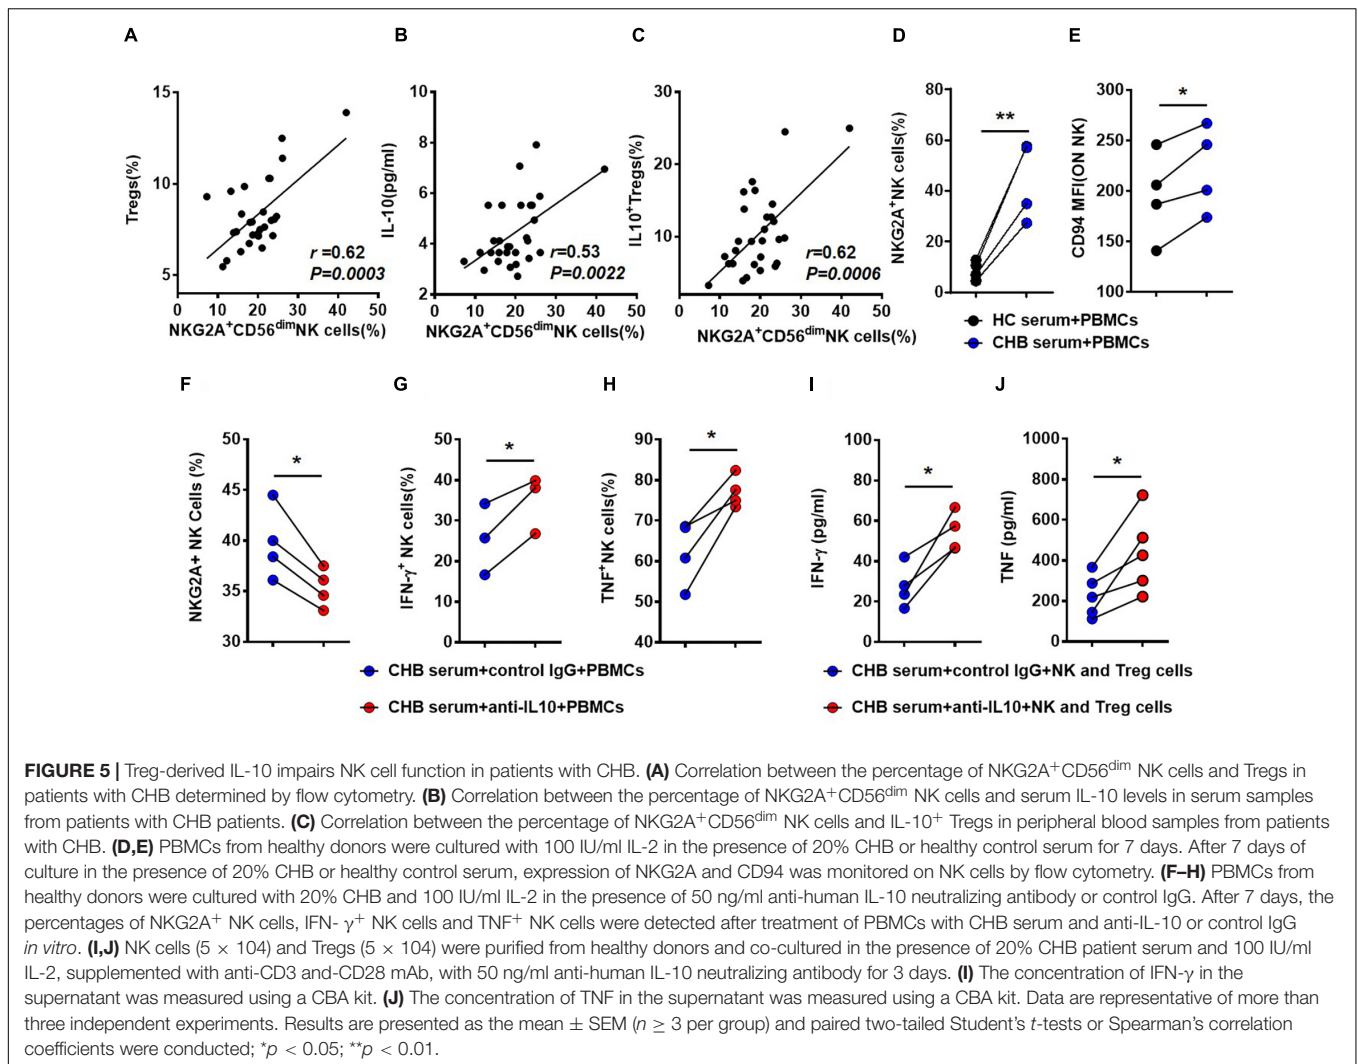 A
B
C
D
E
15
10
5
0 10 20 30 40 50
Tregs(%)
r=0.62
P=0.0003
NKG2A+CD56dimNK cells(%)
10
8
6
4
2
0 10 20 30 40 50
IL-10(pg/ml)
r=0.53
P=0.0022
NKG2A+CD56dimNK cells(%)
30
20
10
0 10 20 30 40 50
IL10+Tregs(%)
r=0.62
P=0.0006
NKG2A+CD56dimNK cells(%)
80
60
40
20
0
NKG2A+NK cells(%)
**
300
250
200
150
100
CD94 MFI(ON NK)
*
HC serum+PBMCs
CHB serum+PBMCs
F
G
H
I
J
50
45
40
35
30
NKG2A+ NK Cells (%)
*
50
40
30
20
10
0
IFN-γ+ NK cells(%)
*
90
80
70
60
50
40
TNF+NK cells(%)
*
100
80
60
40
20
0
IFN-γ (pg/ml)
*
1000
800
600
400
200
0
TNF (pg/ml)
*
CHB serum+control IgG+PBMCs
CHB serum+anti-IL10+PBMCs
CHB serum+control IgG+NK and Treg cells
CHB serum+anti-IL10+NK and Treg cells
FIGURE 5 | Treg-derived IL-10 impairs NK cell function in patients with CHB. (A) Correlation between the percentage of NKG2A+CD56dim NK cells and Tregs in
patients with CHB determined by flow cytometry. (B) Correlation between the percentage of NKG2A+CD56dim NK cells and serum IL-10 levels in serum samples
from patients with CHB patients. (C) Correlation between the percentage of NKG2A+CD56dim NK cells and IL-10+ Tregs in peripheral blood samples from patients
with CHB. (D,E) PBMCs from healthy donors were cultured with 100 IU/ml IL-2 in the presence of 20% CHB or healthy control serum for 7 days. After 7 days of
culture in the presence of 20% CHB or healthy control serum, expression of NKG2A and CD94 was monitored on NK cells by flow cytometry. (F–H) PBMCs from
healthy donors were cultured with 20% CHB and 100 IU/ml IL-2 in the presence of 50 ng/ml anti-human IL-10 neutralizing antibody or control IgG. After 7 days, the
percentages of NKG2A+ NK cells, IFN- γ+ NK cells and TNF+ NK cells were detected after treatment of PBMCs with CHB serum and anti-IL-10 or control IgG
in vitro. (I,J) NK cells (5 × 104) and Tregs (5 × 104) were purified from healthy donors and co-cultured in the presence of 20% CHB patient serum and 100 IU/ml
IL-2, supplemented with anti-CD3 and-CD28 mAb, with 50 ng/ml anti-human IL-10 neutralizing antibody for 3 days. (I) The concentration of IFN-γ in the
supernatant was measured using a CBA kit. (J) The concentration of TNF in the supernatant was measured using a CBA kit. Data are representative of more than
three independent experiments. Results are presented as the mean ± SEM (n ≥ 3 per group) and paired two-tailed Student's t-tests or Spearman's correlation
coefficients were conducted; *p < 0.05; **p < 0.01.